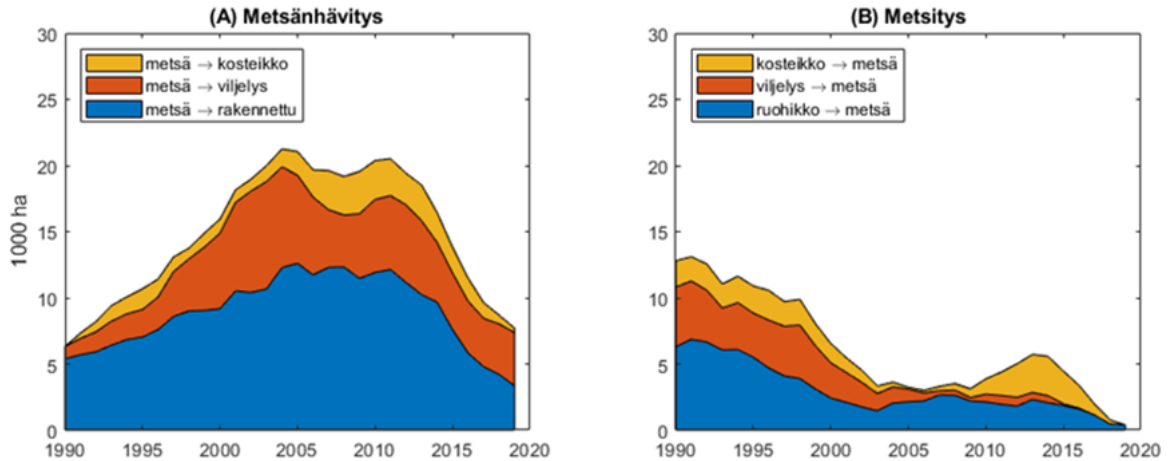 (A) Metsänhävitys
30
25
20
15
10
5
0
1000 ha
metsä → kosteikko
metsä → viljelys
metsä → rakennettu
1990 1995 2000 2005 2010 2015 2020
(B) Metsitys
30
25
20
15
10
5
0
kosteikko → metsä
viljelys → metsä
ruohikko → metsä
1990 1995 2000 2005 2010 2015 2020